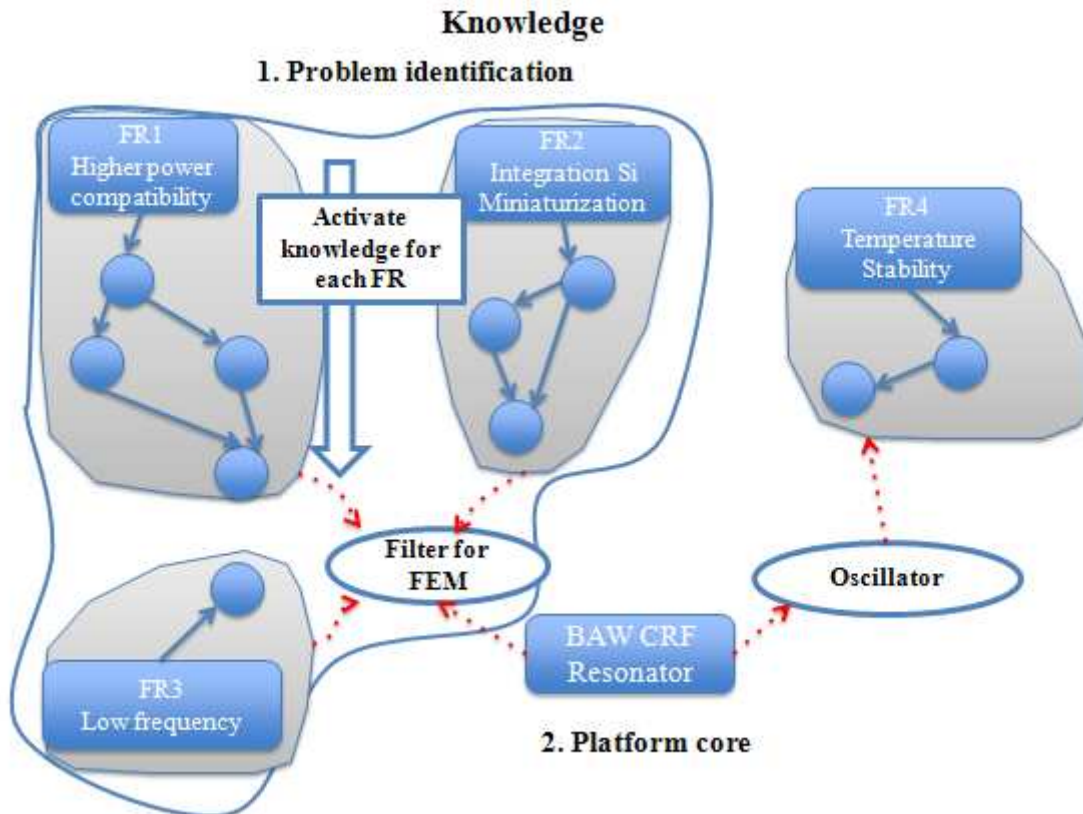 Knowledge
1. Problem identification
FR1
Higher power
compatibility
Activate
knowledge for
each FR
FR2
Integration Si
Miniaturization
FR4
Temperature
Stability
Filter for
FEM
Oscillator
BAW CRF
Resonator
FR3
Low frequency
2. Platform core